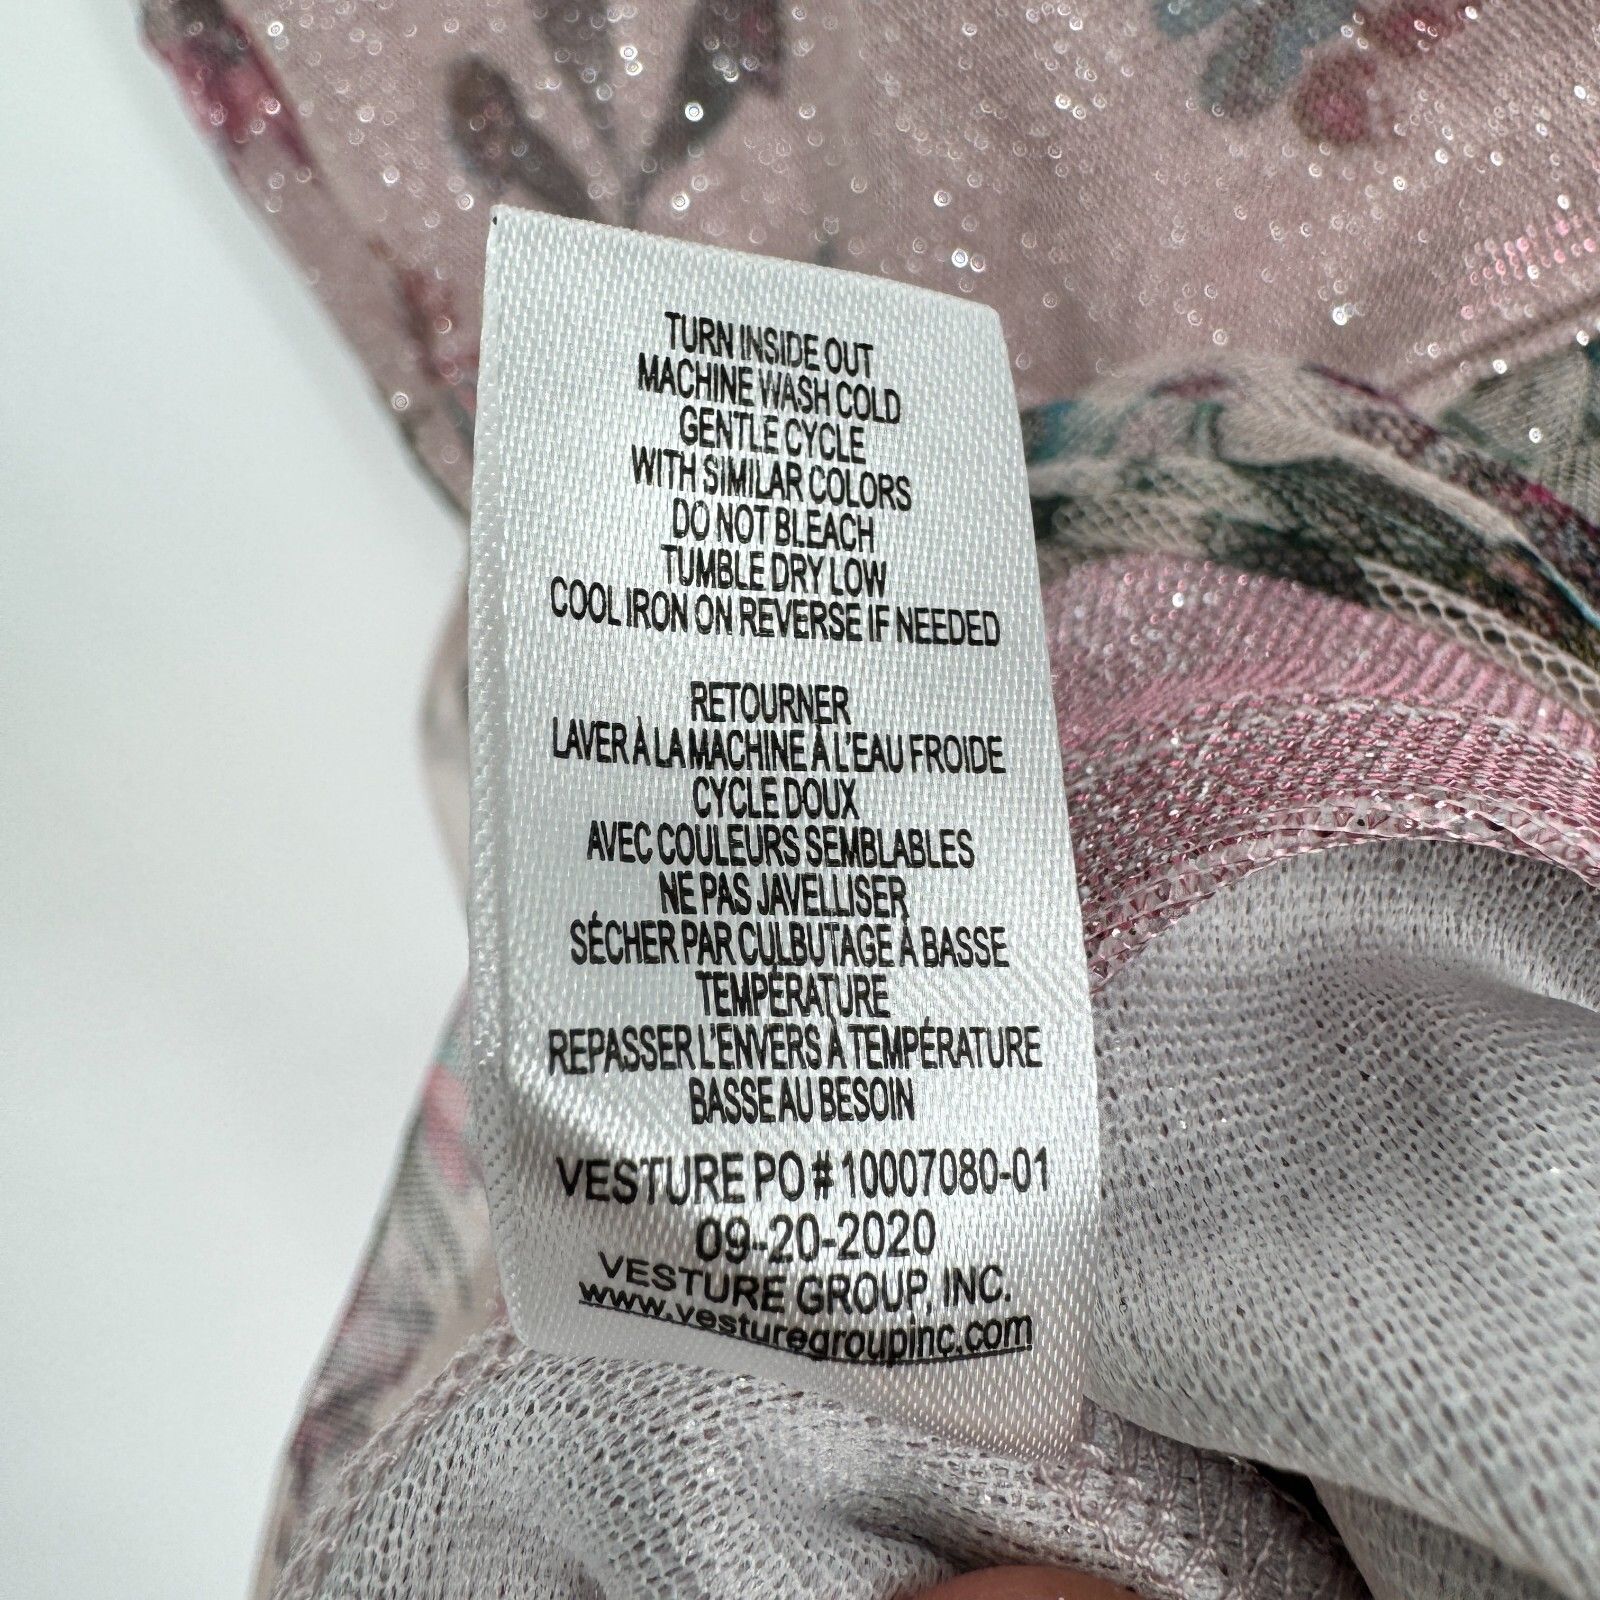 TURN INSIDE OUT
MACHINE WASH COLD
GENTLE CYCLE
WITH SIMILAR COLORS
DO NOT BLEACH
TUMBLE DRY LOW
COOL IRON ON REVERSE IF NEEDED
RETOURNER
LAVER À LA MACHINE À L'EAU FROIDE
CYCLE DOUX
AVEC COULEURS SEMBLABLES
NE PAS JAVELLISER
SÉCHER PAR CULBUTAGE À BASSE
TEMPÉRATURE
REPASSER L'ENVERS À TEMPÉRATURE
BASSE AU BESOIN
VESTURE PO # 10007080-01
09-20-2020
VESTURE GROUP, INC.
www.vesturegroupinc.com